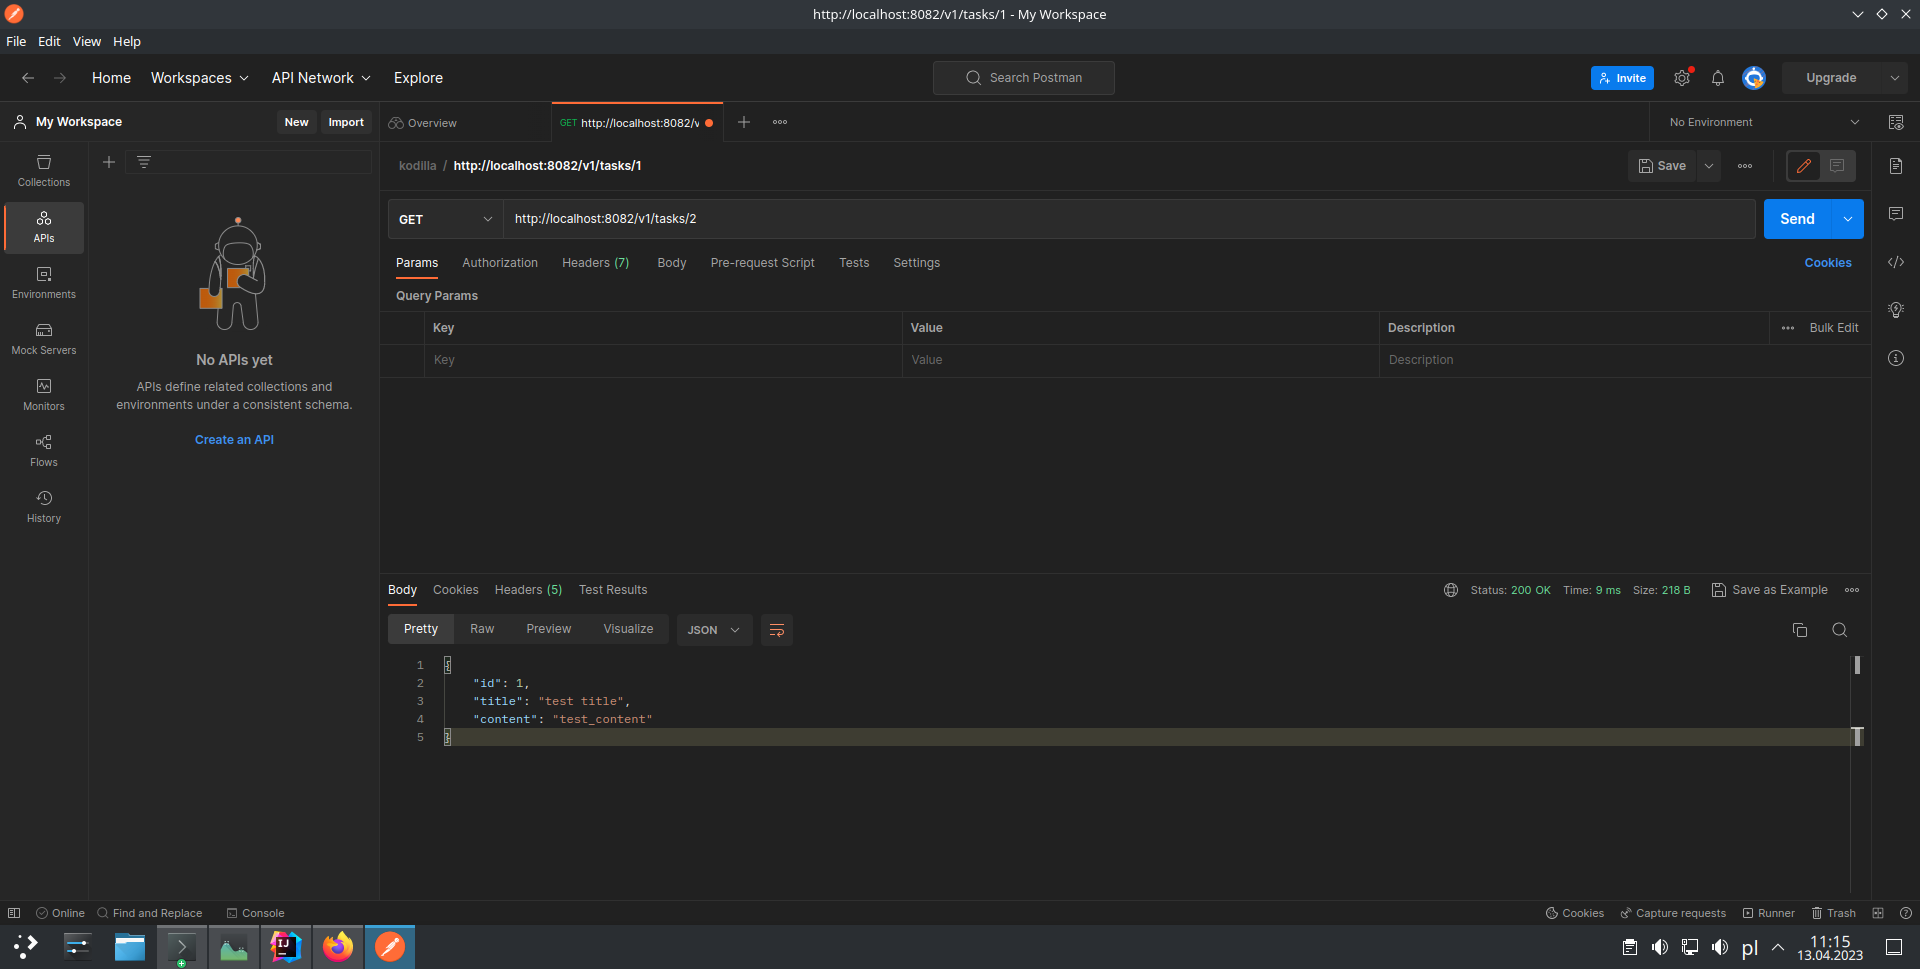 http://localhost:8082/v1/tasks/1 - My Workspace
File Edit View Help
Home Workspaces API Network Explore Search Postman Invite Upgrade
My Workspace New Import Overview GET http://localhost:8082/v No Environment
Collections
APIs
Environments
Mock Servers
Monitors
Flows
History
No APIs yet
APIs define related collections and
environments under a consistent schema.
Create an API
kodilla / http://localhost:8082/v1/tasks/1 Save
GET http://localhost:8082/v1/tasks/2 Send
Params Authorization Headers (7) Body Pre-request Script Tests Settings Cookies
Query Params
Key Value Description Bulk Edit
Key Value Description
Body Cookies Headers (5) Test Results Status: 200 OK Time: 9 ms Size: 218 B Save as Example
Pretty Raw Preview Visualize JSON
1 {
2 "id": 1,
3 "title": "test title",
4 "content": "test_content"
5 }
Online Find and Replace Console Cookies Capture requests Runner Trash
IJ pl 11:15
13.04.2023